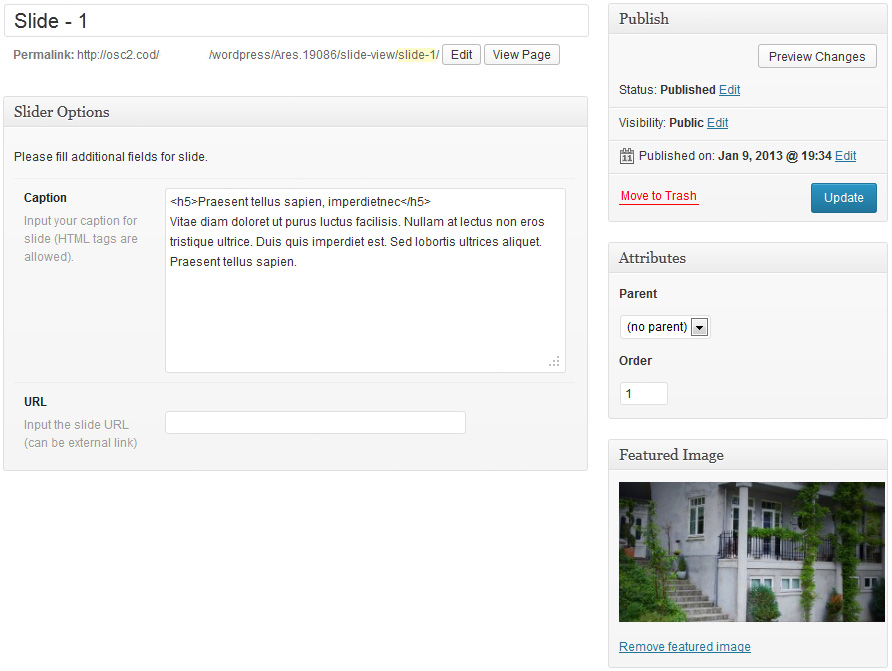 Slide - 1
Permalink: http://osc2.cod/ /wordpress/Ares.19086/slide-view/slide-1/ Edit View Page
Slider Options
Please fill additional fields for slide.
Caption
Input your caption for
slide (HTML tags are
allowed).
<h5>Praesent tellus sapien, imperdietnec</h5>
Vitae diam doloret ut purus luctus facilisis. Nullam at lectus non eros
tristique ultrice. Duis quis imperdiet est. Sed lobortis ultrices aliquet.
Praesent tellus sapien.
URL
Input the slide URL
(can be external link)
Publish
Preview Changes
Status: Published Edit
Visibility: Public Edit
11 Published on: Jan 9, 2013 @ 19:34 Edit
Move to Trash Update
Attributes
Parent
(no parent)
Order
1
Featured Image
Remove featured image